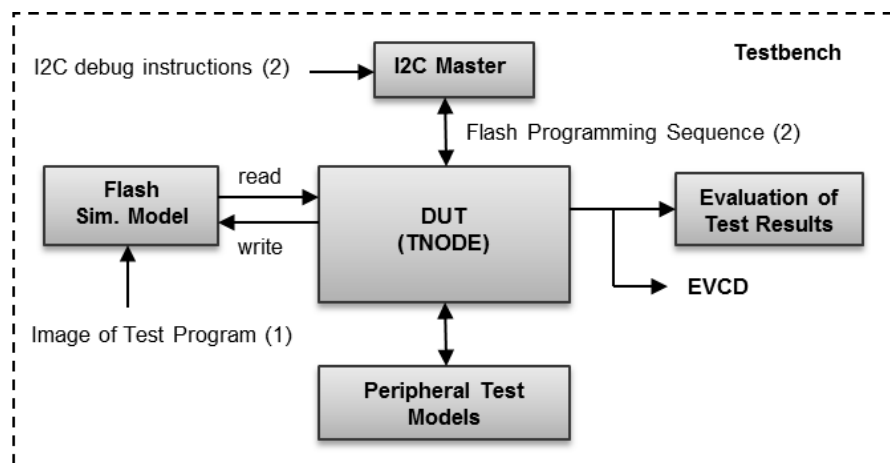 Testbench
I2C debug instructions (2)
I2C Master
Flash Programming Sequence (2)
Flash
Sim. Model
read
write
DUT
(TNODE)
Evaluation of
Test Results
EVCD
Image of Test Program (1)
Peripheral Test
Models